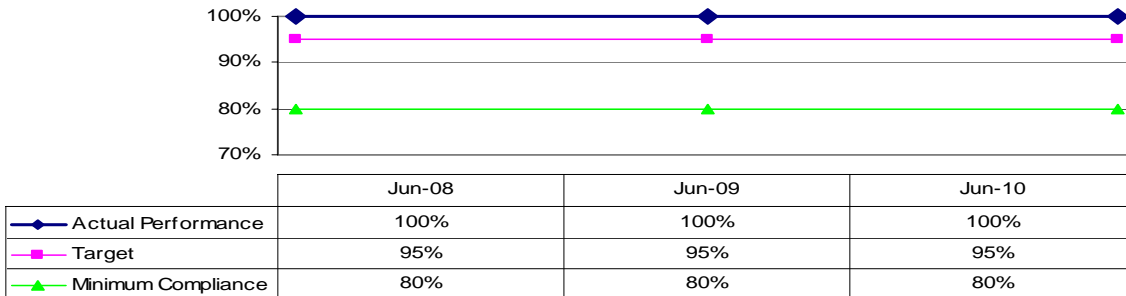 100%
90%
80%
70%
Jun-08 Jun-09 Jun-10
Actual Performance 100% 100% 100%
Target 95% 95% 95%
Minimum Compliance 80% 80% 80%